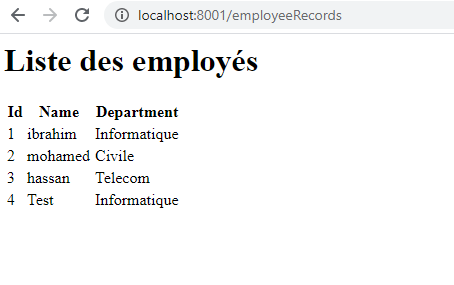 localhost:8001/employeeRecords
Liste des employés
Id Name Department
1 ibrahim Informatique
2 mohamed Civile
3 hassan Telecom
4 Test Informatique